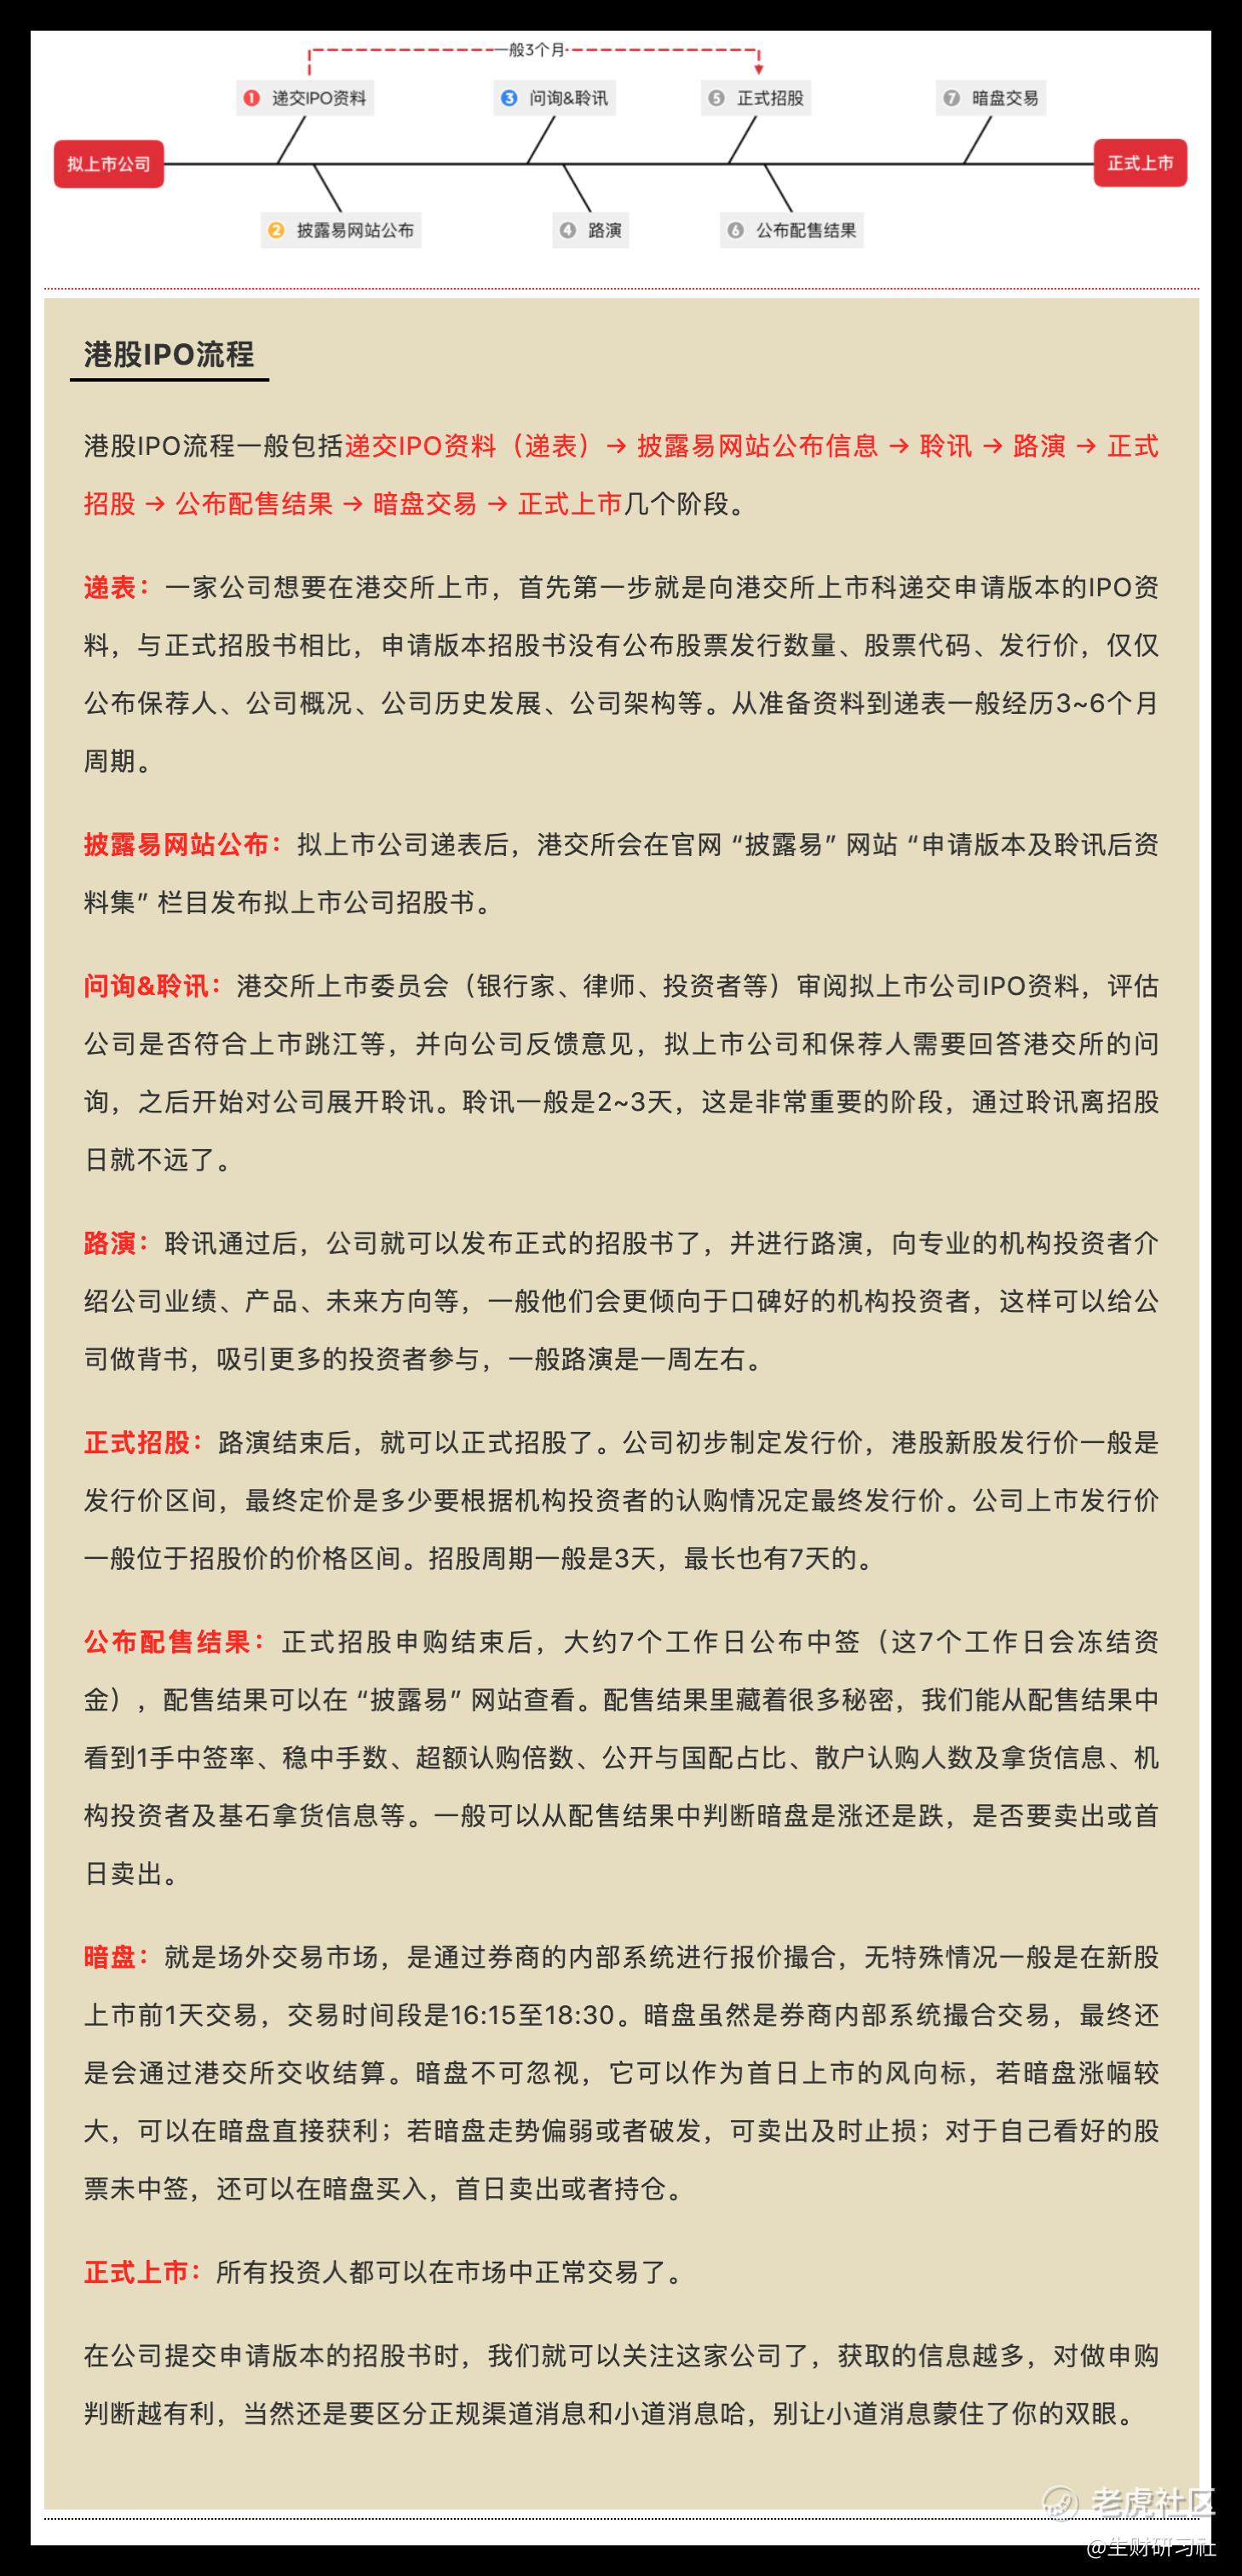 一般3个月
1 递交IPO资料
3 问询&聆讯
5 正式招股
7 暗盘交易
拟上市公司
正式上市
2 披露易网站公布
4 路演
6 公布配售结果
港股IPO流程
港股IPO流程一般包括递交IPO资料（递表）→ 披露易网站公布信息 → 聆讯 → 路演 → 正式
招股 → 公布配售结果 → 暗盘交易 → 正式上市几个阶段。
递表：一家公司想要在港交所上市，首先第一步就是向港交所上市科递交申请版本的IPO资
料，与正式招股书相比，申请版本招股书没有公布股票发行数量、股票代码、发行价，仅仅
公布保荐人、公司概况、公司历史发展、公司架构等。从准备资料到递表一般经历3~6个月
周期。
披露易网站公布：拟上市公司递表后，港交所会在官网 “披露易” 网站 “申请版本及聆讯后资
料集” 栏目发布拟上市公司招股书。
问询&聆讯：港交所上市委员会（银行家、律师、投资者等）审阅拟上市公司IPO资料，评估
公司是否符合上市跳江等，并向公司反馈意见，拟上市公司和保荐人需要回答港交所的问
询，之后开始对公司展开聆讯。聆讯一般是2~3天，这是非常重要的阶段，通过聆讯离招股
日就不远了。
路演：聆讯通过后，公司就可以发布正式的招股书了，并进行路演，向专业的机构投资者介
绍公司业绩、产品、未来方向等，一般他们会更倾向于口碑好的机构投资者，这样可以给公
司做背书，吸引更多的投资者参与，一般路演是一周左右。
正式招股：路演结束后，就可以正式招股了。公司初步制定发行价，港股新股发行价一般是
发行价区间，最终定价是多少要根据机构投资者的认购情况定最终发行价。公司上市发行价
一般位于招股价的价格区间。招股周期一般是3天，最长也有7天的。
公布配售结果：正式招股申购结束后，大约7个工作日公布中签（这7个工作日会冻结资
金），配售结果可以在 “披露易” 网站查看。配售结果里藏着很多秘密，我们能从配售结果中
看到1手中签率、稳中手数、超额认购倍数、公开与国配占比、散户认购人数及拿货信息、机
构投资者及基石拿货信息等。一般可以从配售结果中判断暗盘是涨还是跌，是否要卖出或首
日卖出。
暗盘：就是场外交易市场，是通过券商的内部系统进行报价撮合，无特殊情况一般是在新股
上市前1天交易，交易时间段是16:15至18:30。暗盘虽然是券商内部系统撮合交易，最终还
是会通过港交所交收结算。暗盘不可忽视，它可以作为首日上市的风向标，若暗盘涨幅较
大，可以在暗盘直接获利；若暗盘走势偏弱或者破发，可卖出及时止损；对于自己看好的股
票未中签，还可以在暗盘买入，首日卖出或者持仓。
正式上市：所有投资人都可以在市场中正常交易了。
在公司提交申请版本的招股书时，我们就可以关注这家公司了，获取的信息越多，对做申购
判断越有利，当然还是要区分正规渠道消息和小道消息哈，别让小道消息蒙住了你的双眼。
老虎社区
@生财研习社